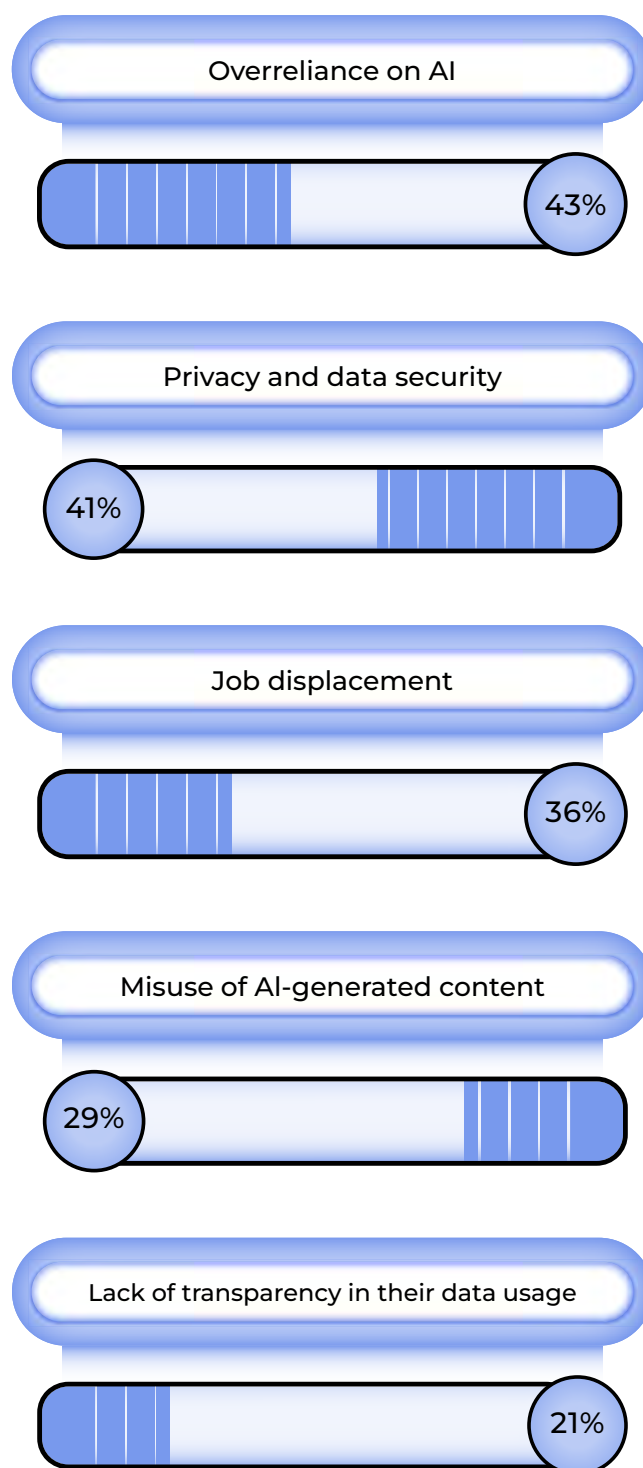 Overreliance on AI
43%
Privacy and data security
41%
Job displacement
36%
Misuse of Al-generated content
29%
Lack of transparency in their data usage
21%